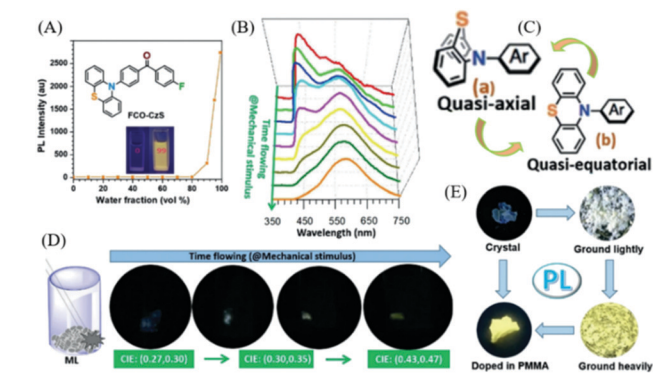 (A)
3000
2500
2000
1500
1000
500
0
PL Intensity (au)
O
N
S
F
FCO-CzS
0 20 40 60 80 100
Water fraction (vol %)
(B)
Time flowing
@Mechanical stimulus
350 450 550 650 750
Wavelength (nm)
(C)
S
N
Ar
(a)
Quasi-axial
S
N
Ar
(b)
Quasi-equatorial
(D)
Time flowing (@Mechanical stimulus)
ML
CIE: (0.27,0.30)
CIE: (0.30,0.35)
CIE: (0.43,0.47)
(E)
Crystal
Ground lightly
PL
Doped in PMMA
Ground heavily